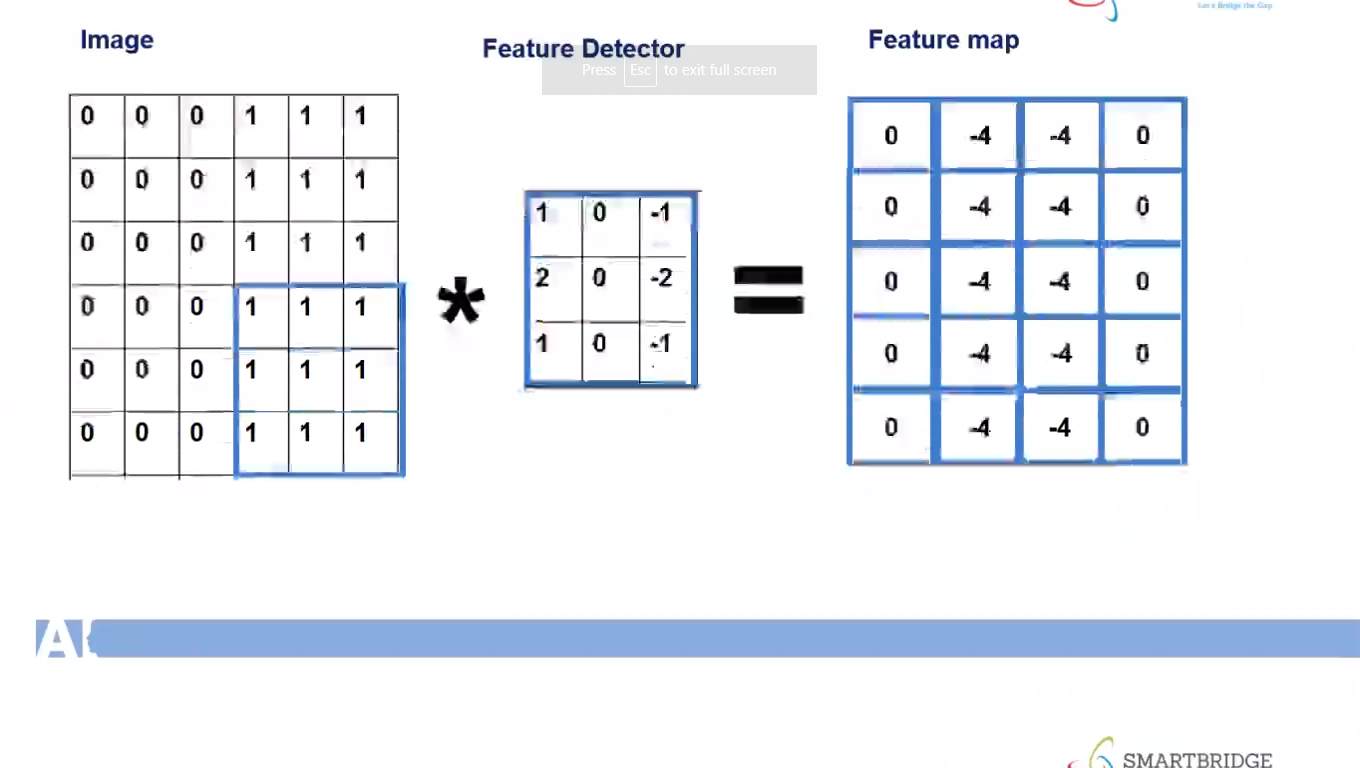 Let's Bridge the Gap
Image
Feature Detector
Feature map
Press Esc to exit full screen
0 0 0 1 1 1
0 0 0 1 1 1
0 0 0 1 1 1
0 0 0 1 1 1
0 0 0 1 1 1
0 0 0 1 1 1
*
1 0 -1
2 0 -2
1 0 -1
=
0 -4 -4 0
0 -4 -4 0
0 -4 -4 0
0 -4 -4 0
0 -4 -4 0
SMARTBRIDGE